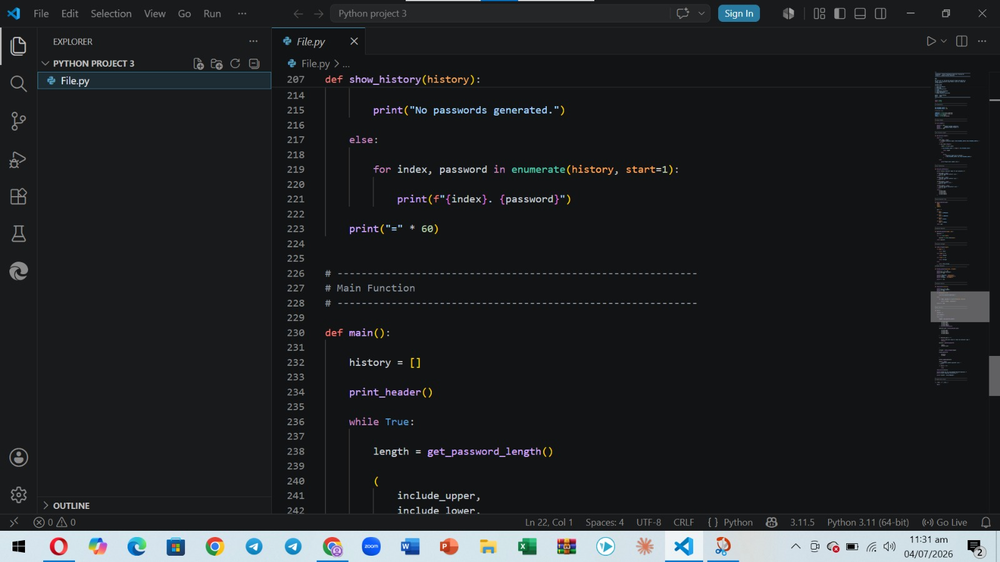 File Edit Selection View Go Run ··· Python project 3 Sign In
EXPLORER ··· File.py
PYTHON PROJECT 3 File.py > ...
File.py
207 def show_history(history):
214
215 print("No passwords generated.")
216
217 else:
218
219 for index, password in enumerate(history, start=1):
220
221 print(f"{index}. {password}")
222
223 print("=" * 60)
224
225
226 # ------------------------------------------------------------
227 # Main Function
228 # ------------------------------------------------------------
229
230 def main():
231
232 history = []
233
234 print_header()
235
236 while True:
237
238 length = get_password_length()
239
240 (
241 include_upper,
242 include_lower,
OUTLINE
0 0 Ln 22, Col 1 Spaces: 4 UTF-8 CRLF { } Python 3.11.5 Python 3.11 (64-bit) Go Live
zoom
11:31 am
04/07/2026
2